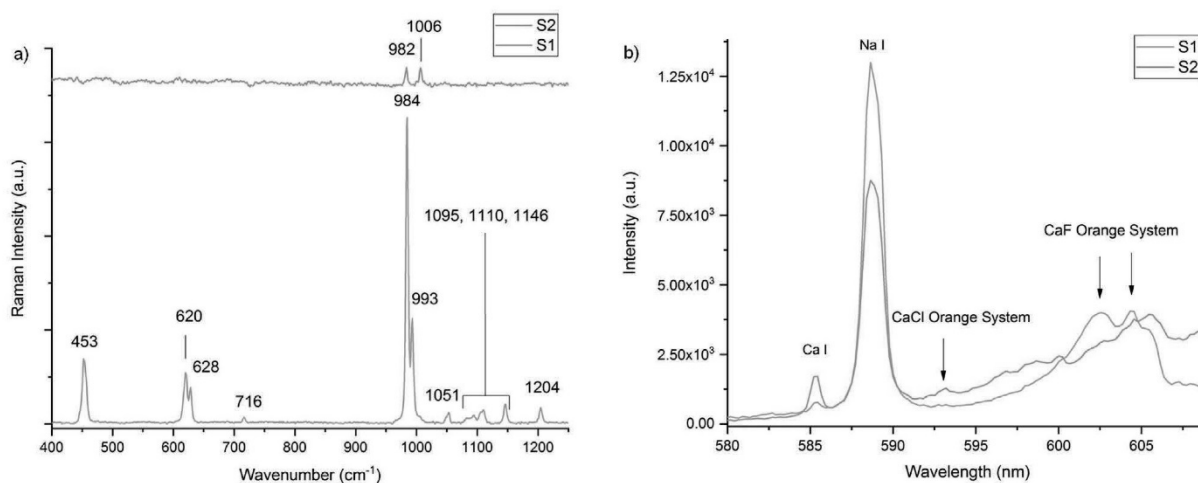 a)
S2
S1
982
1006
984
1095, 1110, 1146
993
620
453
628
716
1051
1204
400 500 600 700 800 900 1000 1100 1200
Wavenumber (cm-1)
Raman Intensity (a.u.)
b)
S1
S2
Na I
Ca I
CaCl Orange System
CaF Orange System
1.25x10⁴
1.00x10⁴
7.50x10³
5.00x10³
2.50x10³
0.00
580 585 590 595 600 605
Wavelength (nm)
Intensity (a.u.)